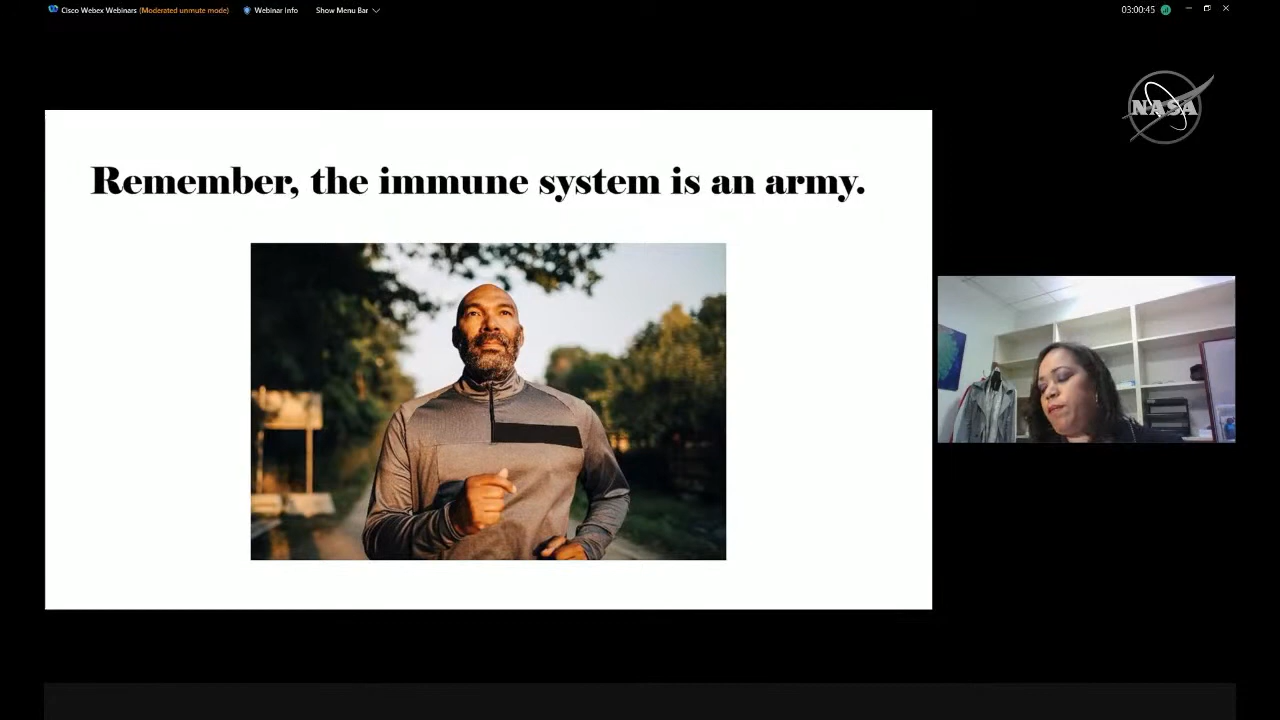 Cisco Webex Webinars (Moderated unmute mode) Webinar Info Show Menu Bar 03:00:45
NASA
Remember, the immune system is an army.